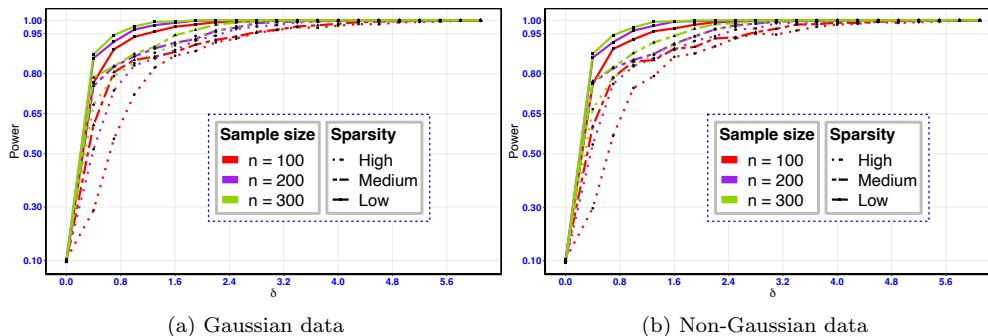 1.00
0.95
0.80
0.65
0.50
0.30
0.10
Power
Sample size
n = 100
n = 200
n = 300
Sparsity
High
Medium
Low
0.0 0.8 1.6 2.4 3.2 4.0 4.8
δ
(a) Gaussian data
1.00
0.95
0.80
0.65
0.50
0.30
0.10
Power
Sample size
n = 100
n = 200
n = 300
Sparsity
High
Medium
Low
0.0 0.8 1.6 2.4 3.2 4.0 4.8
δ
(b) Non-Gaussian data